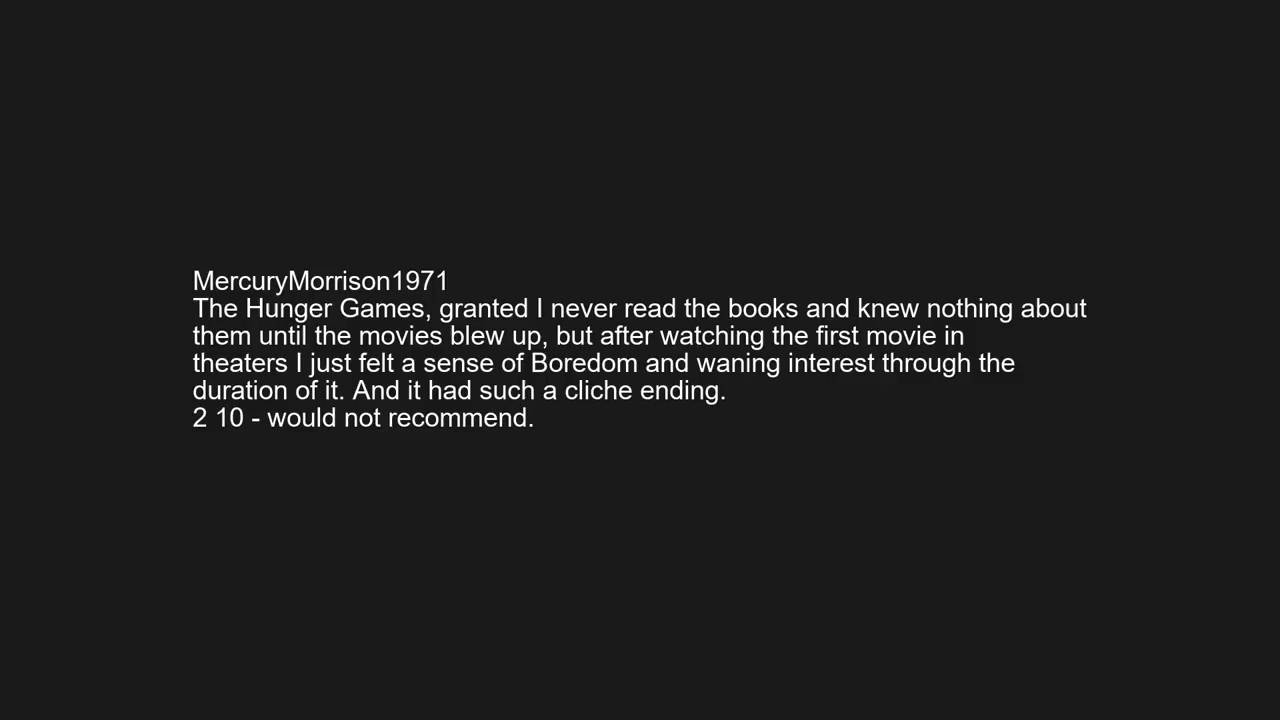 MercuryMorrison1971
The Hunger Games, granted I never read the books and knew nothing about
them until the movies blew up, but after watching the first movie in
theaters I just felt a sense of Boredom and waning interest through the
duration of it. And it had such a cliche ending.
2 10 - would not recommend.